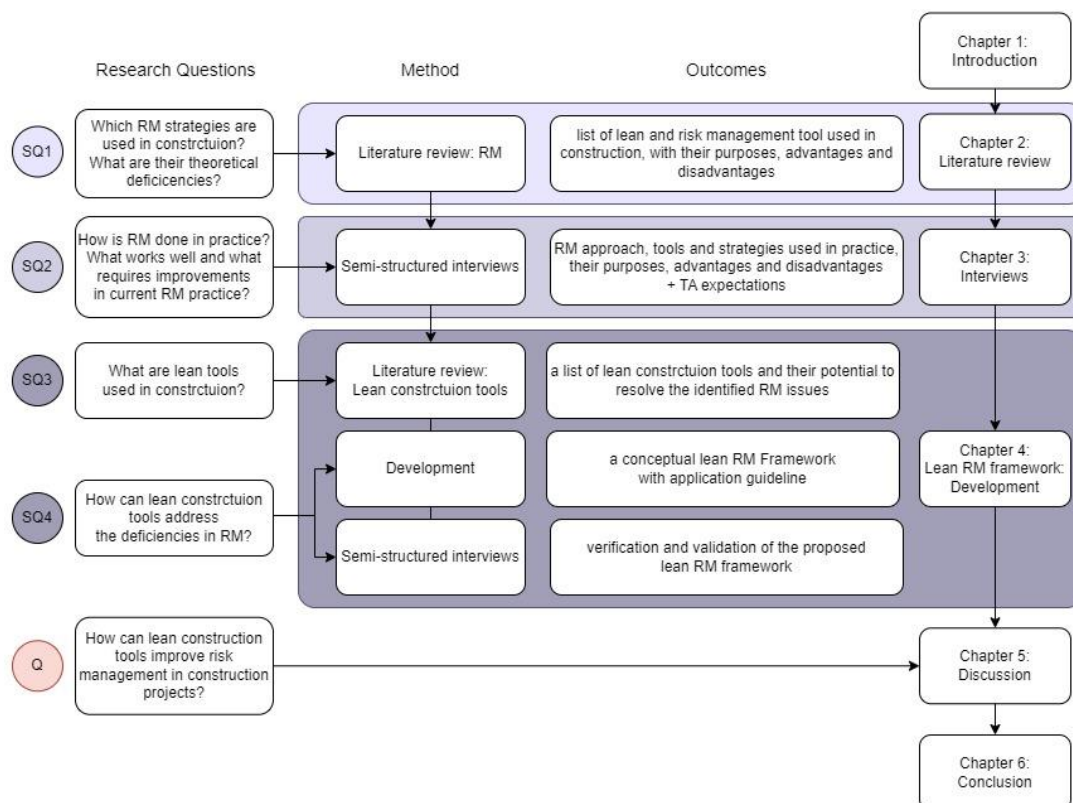 Chapter 1:
Introduction
Research Questions
Method
Outcomes
SQ1
Which RM strategies are
used in constrctuion?
What are their theoretical
deficicencies?
Literature review: RM
list of lean and risk management tool used in
construction, with their purposes, advantages and
disadvantages
Chapter 2:
Literature review
SQ2
How is RM done in practice?
What works well and what
requires improvements
in current RM practice?
Semi-structured interviews
RM approach, tools and strategies used in practice,
their purposes, advantages and disadvantages
+ TA expectations
Chapter 3:
Interviews
SQ3
What are lean tools
used in constrctuion?
Literature review:
Lean constrctuion tools
a list of lean constrctuion tools and their potential to
resolve the identified RM issues
SQ4
How can lean constrctuion
tools address
the deficiencies in RM?
Development
a conceptual lean RM Framework
with application guideline
Chapter 4:
Lean RM framework:
Development
Semi-structured interviews
verification and validation of the proposed
lean RM framework
Q
How can lean construction
tools improve risk
management in construction
projects?
Chapter 5:
Discussion
Chapter 6:
Conclusion